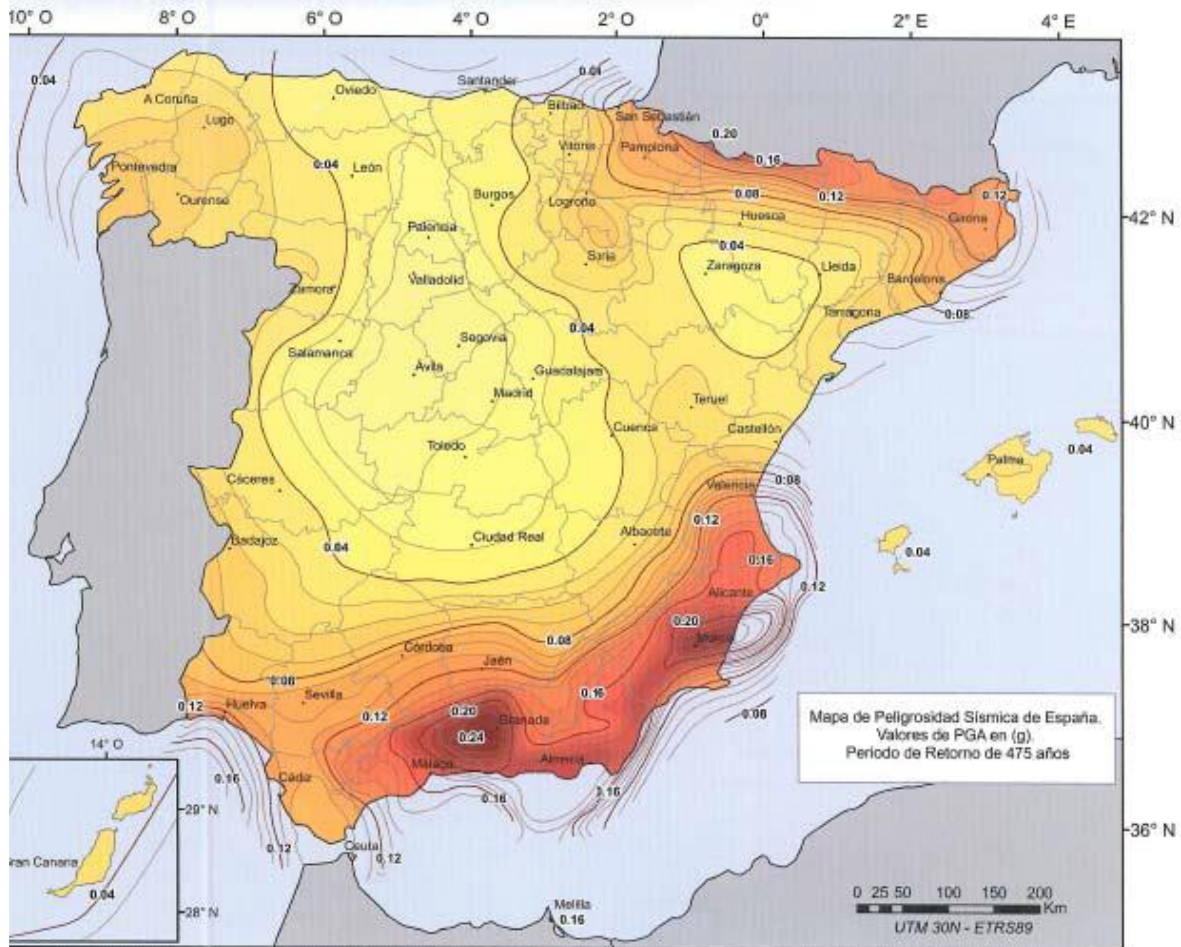 10° O 8° O 6° O 4° O 2° O 0° 2° E 4° E
0.04
0.04
Santander
Oviedo
A Coruña
Bilbao
San Sebastián
Lugo
0.20
Vitoria
Pamplona
0.16
Pontevedra
0.04
León
Burgos
0.08
0.12
0.12
Ourense
Logroño
Huesca
Girona
42° N
Palencia
0.04
Soria
Zaragoza
Lleida
Valladolid
Barcelona
Zamora
Tarragona
0.08
0.04
Segovia
Salamanca
Ávila
Guadalajara
Madrid
Teruel
40° N
Cuenca
Castellón
Toledo
0.04
Palma
Cáceres
Valencia
0.08
0.12
Albacete
Badajoz
0.04
Ciudad Real
0.04
0.16
0.12
Alicante
0.20
38° N
Murcia
0.08
Córdoba
Jaén
0.08
0.16
0.12
Huelva
Sevilla
0.12
0.20
Granada
0.08
0.24
Mapa de Peligrosidad Sísmica de España.
Valores de PGA en (g).
Periodo de Retorno de 475 años
14° O
Málaga
Almería
0.16
Cádiz
0.16
0.16
29° N
36° N
0.12
Ceuta
0.12
Gran Canaria
0.04
0 25 50 100 150 200
Km
Melilla
0.16
28° N
UTM 30N - ETRS89